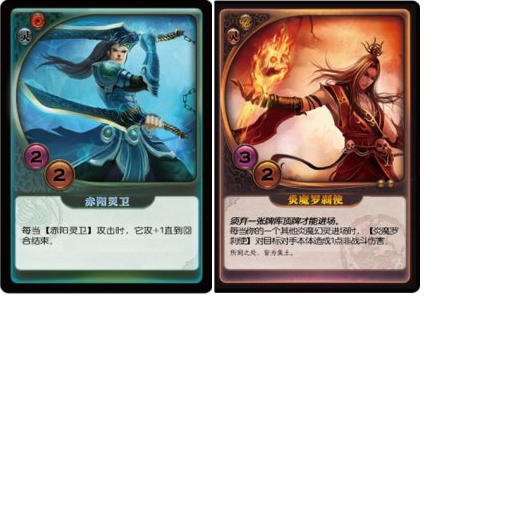 灵
2
2
赤阳灵卫
每当【赤阳灵卫】攻击时，它攻+1直到回
合结束。
灵
3
2
炎魔罗刹使
须弃一张牌库顶牌才能进场。
每当你的一个其他炎魔幻灵进场时，【炎魔罗
刹使】对目标对手本体造成1点非战斗伤害。
所到之处，皆为焦土。